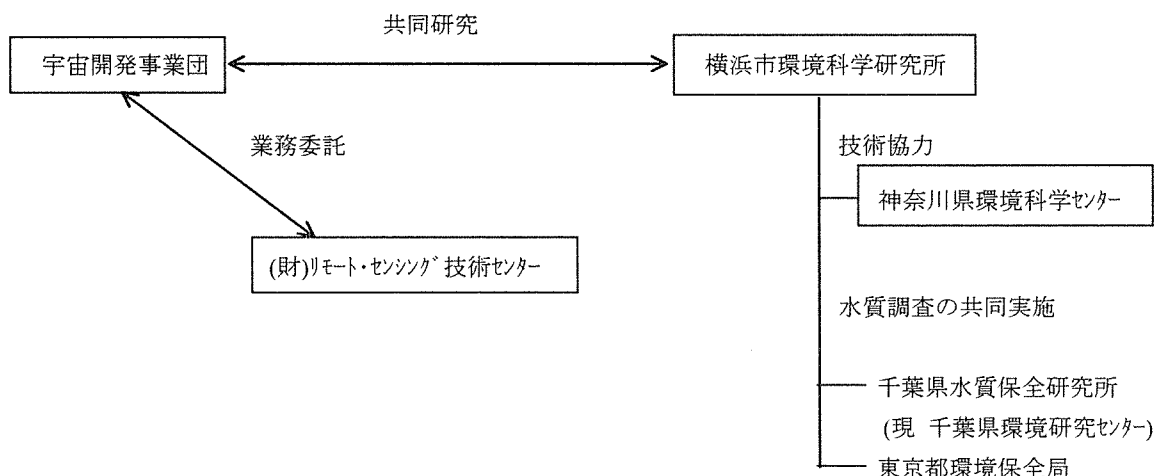 共同研究
宇宙開発事業団
横浜市環境科学研究所
業務委託
技術協力
神奈川県環境科学ｾﾝﾀｰ
(財)ﾘﾓｰﾄ・ｾﾝｼﾝｸﾞ技術ｾﾝﾀｰ
水質調査の共同実施
千葉県水質保全研究所
(現 千葉県環境研究ｾﾝﾀｰ)
東京都環境保全局